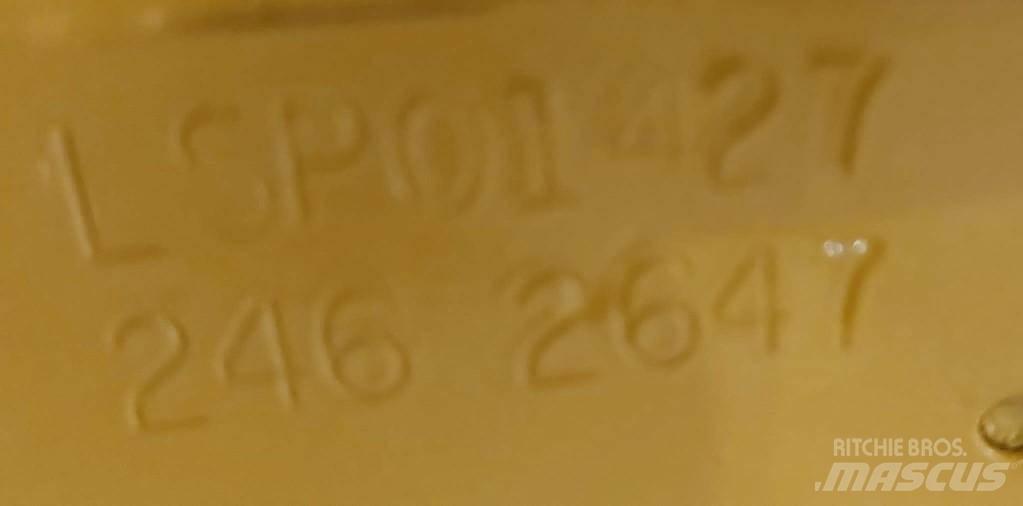 LSP01427
246 2647
RITCHIE BROS.
MASCUS